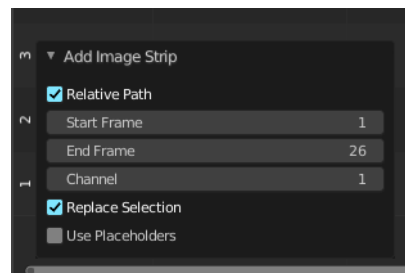 Add Image Strip
Relative Path
Start Frame 1
End Frame 26
Channel 1
Replace Selection
Use Placeholders
3
2
1